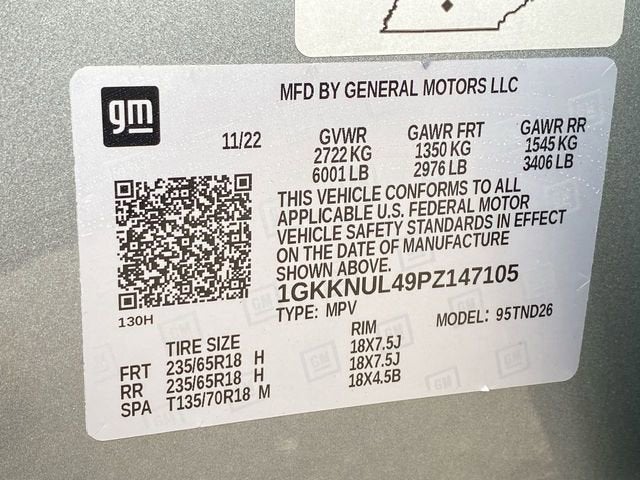 gm
MFD BY GENERAL MOTORS LLC
11/22
GVWR
2722 KG
6001 LB
GAWR FRT
1350 KG
2976 LB
GAWR RR
1545 KG
3406 LB
THIS VEHICLE CONFORMS TO ALL
APPLICABLE U.S. FEDERAL MOTOR
VEHICLE SAFETY STANDARDS IN EFFECT
ON THE DATE OF MANUFACTURE
SHOWN ABOVE.
1GKKNUL49PZ147105
130H
TYPE: MPV
MODEL: 95TND26
TIRE SIZE RIM
FRT 235/65R18 H 18X7.5J
RR 235/65R18 H 18X7.5J
SPA T135/70R18 M 18X4.5B